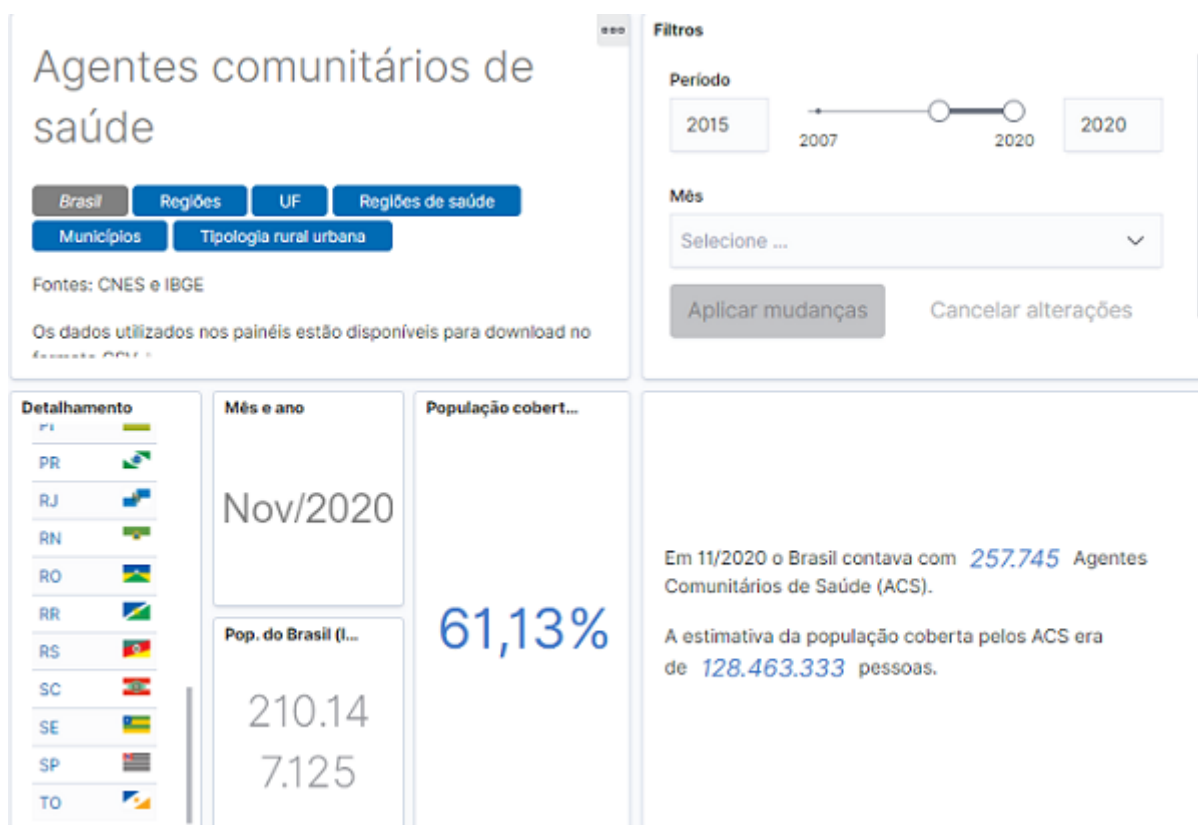 Agentes comunitários de
saúde
Brasil
Regiões
UF
Regiões de saúde
Municípios
Tipologia rural urbana
Fontes: CNES e IBGE
Os dados utilizados nos painéis estão disponíveis para download no
Filtros
Período
2015
2007
2020
2020
Mês
Selecione ...
Aplicar mudanças
Cancelar alterações
Detalhamento
PR
RJ
RN
RO
RR
RS
SC
SE
SP
TO
Mês e ano
Nov/2020
Pop. do Brasil (I...
210.14
7.125
População cobert...
61,13%
Em 11/2020 o Brasil contava com 257.745 Agentes
Comunitários de Saúde (ACS).
A estimativa da população coberta pelos ACS era
de 128.463.333 pessoas.